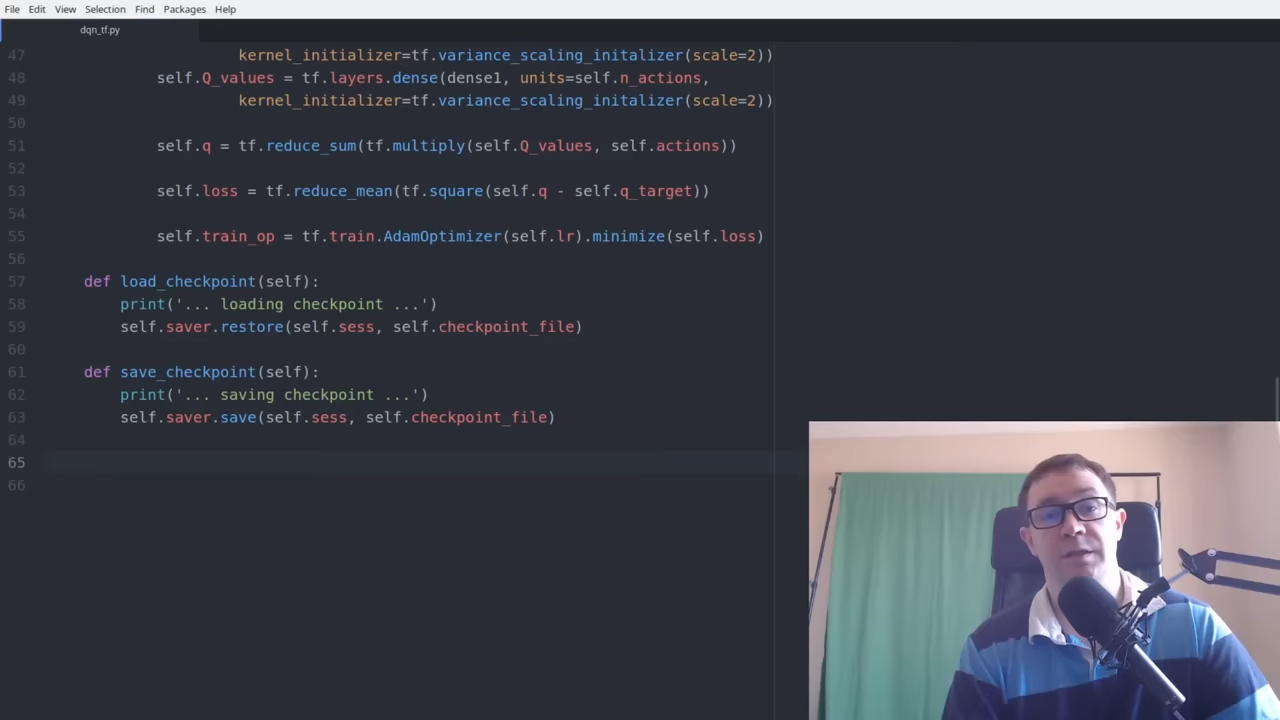 File Edit View Selection Find Packages Help
dqn_tf.py
47 kernel_initializer=tf.variance_scaling_initalizer(scale=2))
48 self.Q_values = tf.layers.dense(dense1, units=self.n_actions,
49 kernel_initializer=tf.variance_scaling_initalizer(scale=2))
50
51 self.q = tf.reduce_sum(tf.multiply(self.Q_values, self.actions))
52
53 self.loss = tf.reduce_mean(tf.square(self.q - self.q_target))
54
55 self.train_op = tf.train.AdamOptimizer(self.lr).minimize(self.loss)
56
57 def load_checkpoint(self):
58 print('... loading checkpoint ...')
59 self.saver.restore(self.sess, self.checkpoint_file)
60
61 def save_checkpoint(self):
62 print('... saving checkpoint ...')
63 self.saver.save(self.sess, self.checkpoint_file)
64
65
66